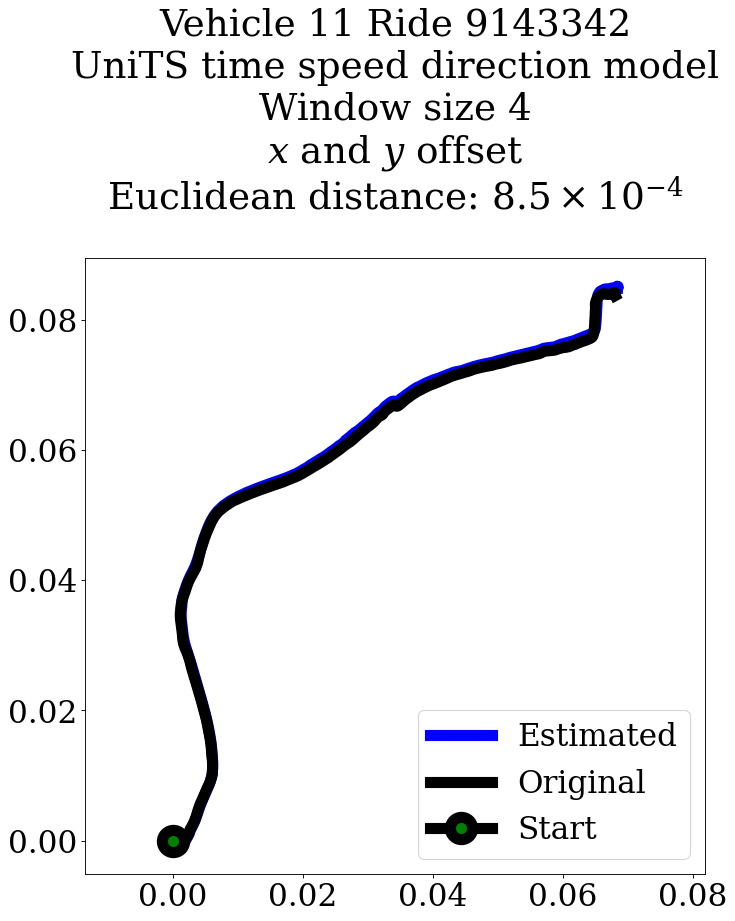 Vehicle 11 Ride 9143342
UniTS time speed direction model
Window size 4
x and y offset
Euclidean distance: 8.5 × 10⁻⁴
0.08
0.06
0.04
0.02
0.00
Estimated
Original
Start
0.00 0.02 0.04 0.06 0.08